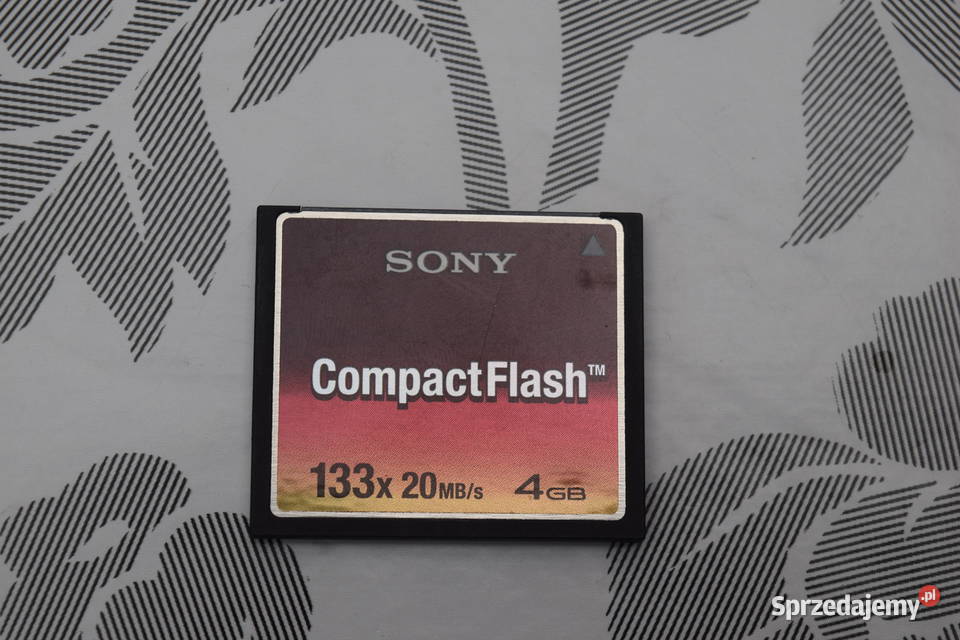 SONY
CompactFlash™
133x 20MB/s 4GB
Sprzedajemy.pl